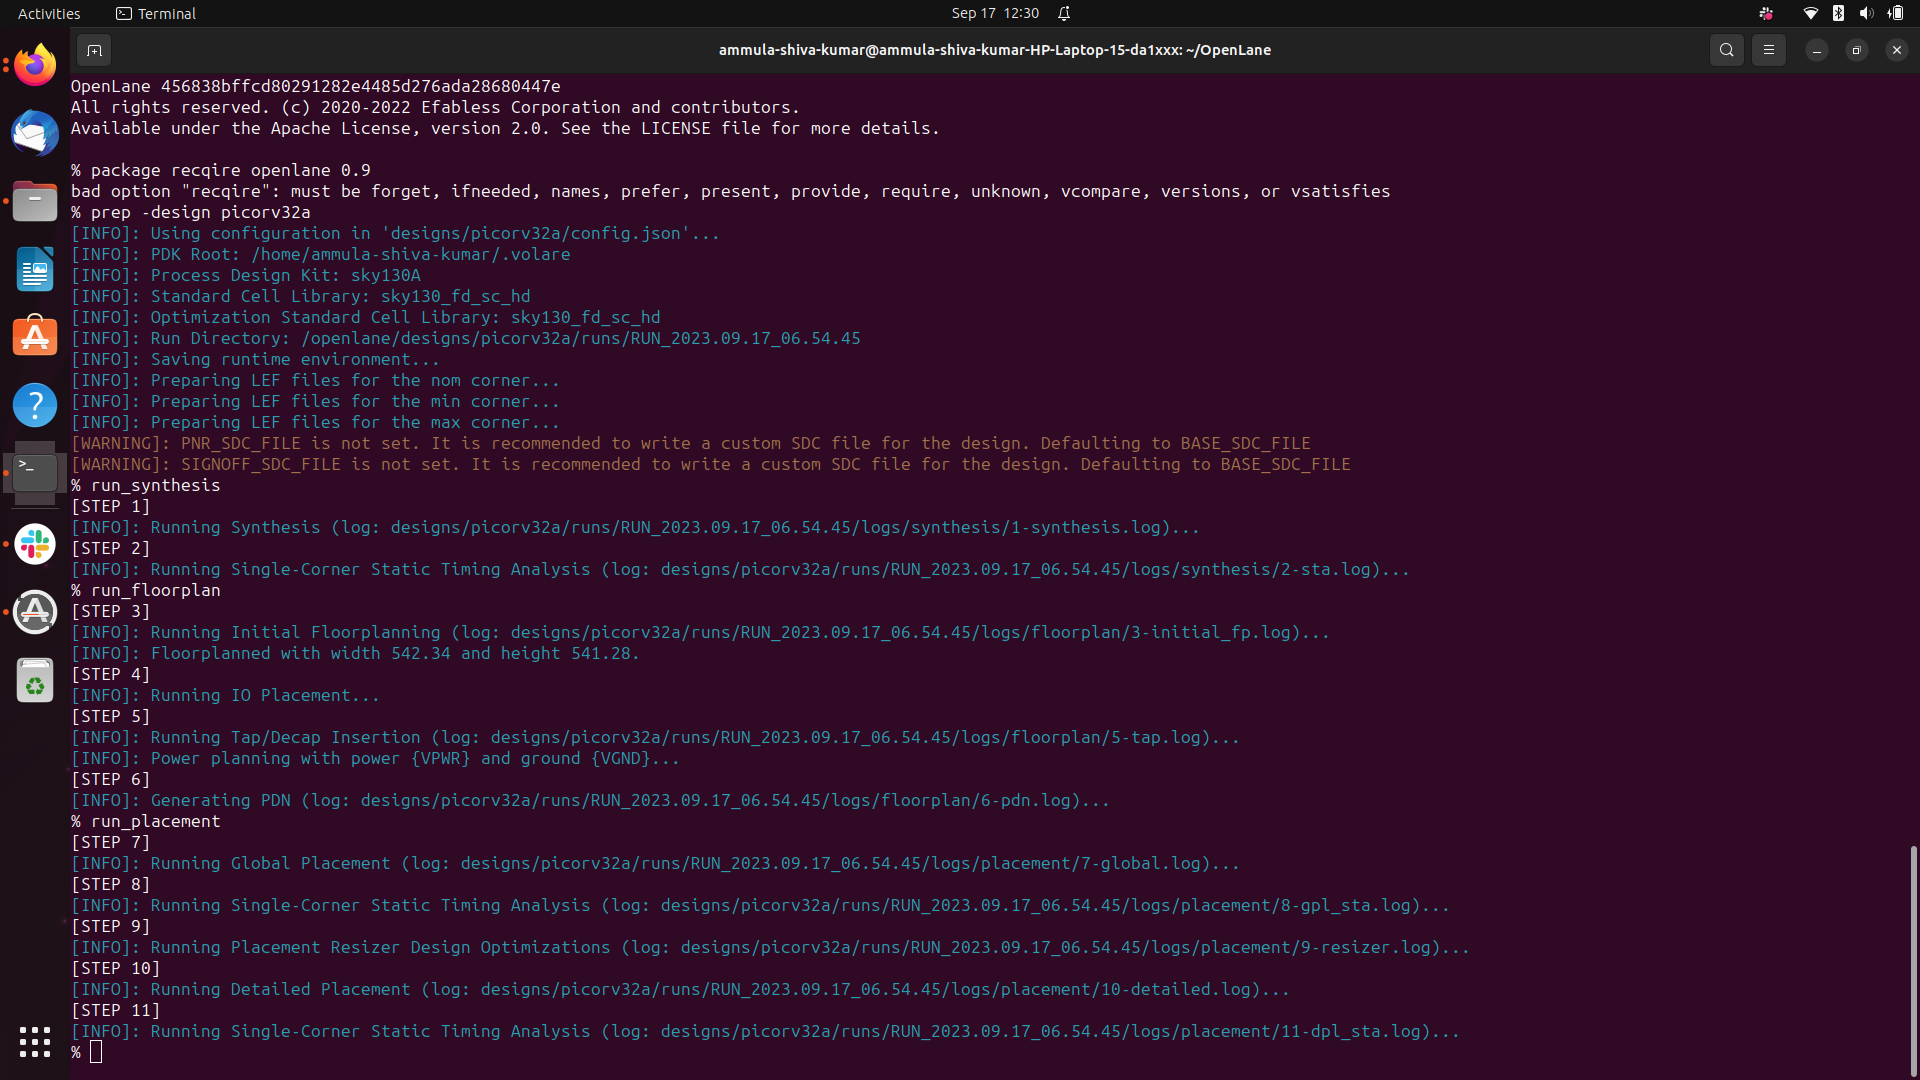 Activities
Terminal
Sep 17 12:30
ammula-shiva-kumar@ammula-shiva-kumar-HP-Laptop-15-da1xxx: ~/OpenLane
OpenLane 456838bffcd80291282e4485d276ada28680447e
All rights reserved. (c) 2020-2022 Efabless Corporation and contributors.
Available under the Apache License, version 2.0. See the LICENSE file for more details.
% package recqire openlane 0.9
bad option "recqire": must be forget, ifneeded, names, prefer, present, provide, require, unknown, vcompare, versions, or vsatisfies
% prep -design picorv32a
[INFO]: Using configuration in 'designs/picorv32a/config.json'...
[INFO]: PDK Root: /home/ammula-shiva-kumar/.volare
[INFO]: Process Design Kit: sky130A
[INFO]: Standard Cell Library: sky130_fd_sc_hd
[INFO]: Optimization Standard Cell Library: sky130_fd_sc_hd
[INFO]: Run Directory: /openlane/designs/picorv32a/runs/RUN_2023.09.17_06.54.45
[INFO]: Saving runtime environment...
[INFO]: Preparing LEF files for the nom corner...
[INFO]: Preparing LEF files for the min corner...
[INFO]: Preparing LEF files for the max corner...
[WARNING]: PNR_SDC_FILE is not set. It is recommended to write a custom SDC file for the design. Defaulting to BASE_SDC_FILE
[WARNING]: SIGNOFF_SDC_FILE is not set. It is recommended to write a custom SDC file for the design. Defaulting to BASE_SDC_FILE
% run_synthesis
[STEP 1]
[INFO]: Running Synthesis (log: designs/picorv32a/runs/RUN_2023.09.17_06.54.45/logs/synthesis/1-synthesis.log)...
[STEP 2]
[INFO]: Running Single-Corner Static Timing Analysis (log: designs/picorv32a/runs/RUN_2023.09.17_06.54.45/logs/synthesis/2-sta.log)...
% run_floorplan
[STEP 3]
[INFO]: Running Initial Floorplanning (log: designs/picorv32a/runs/RUN_2023.09.17_06.54.45/logs/floorplan/3-initial_fp.log)...
[INFO]: Floorplanned with width 542.34 and height 541.28.
[STEP 4]
[INFO]: Running IO Placement...
[STEP 5]
[INFO]: Running Tap/Decap Insertion (log: designs/picorv32a/runs/RUN_2023.09.17_06.54.45/logs/floorplan/5-tap.log)...
[INFO]: Power planning with power {VPWR} and ground {VGND}...
[STEP 6]
[INFO]: Generating PDN (log: designs/picorv32a/runs/RUN_2023.09.17_06.54.45/logs/floorplan/6-pdn.log)...
% run_placement
[STEP 7]
[INFO]: Running Global Placement (log: designs/picorv32a/runs/RUN_2023.09.17_06.54.45/logs/placement/7-global.log)...
[STEP 8]
[INFO]: Running Single-Corner Static Timing Analysis (log: designs/picorv32a/runs/RUN_2023.09.17_06.54.45/logs/placement/8-gpl_sta.log)...
[STEP 9]
[INFO]: Running Placement Resizer Design Optimizations (log: designs/picorv32a/runs/RUN_2023.09.17_06.54.45/logs/placement/9-resizer.log)...
[STEP 10]
[INFO]: Running Detailed Placement (log: designs/picorv32a/runs/RUN_2023.09.17_06.54.45/logs/placement/10-detailed.log)...
[STEP 11]
[INFO]: Running Single-Corner Static Timing Analysis (log: designs/picorv32a/runs/RUN_2023.09.17_06.54.45/logs/placement/11-dpl_sta.log)...
%